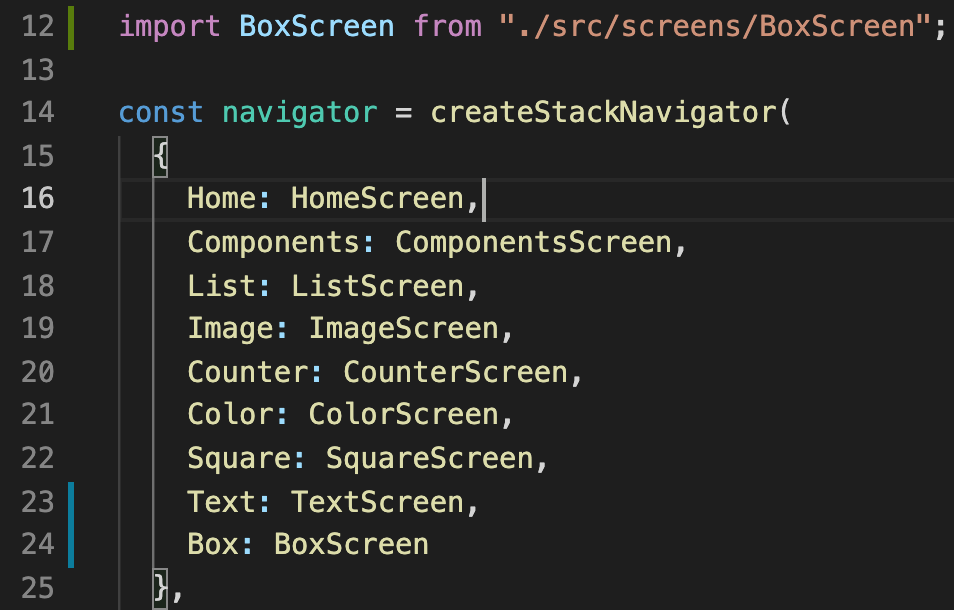 12 import BoxScreen from "./src/screens/BoxScreen";
13
14 const navigator = createStackNavigator(
15 {
16 Home: HomeScreen,
17 Components: ComponentsScreen,
18 List: ListScreen,
19 Image: ImageScreen,
20 Counter: CounterScreen,
21 Color: ColorScreen,
22 Square: SquareScreen,
23 Text: TextScreen,
24 Box: BoxScreen
25 },